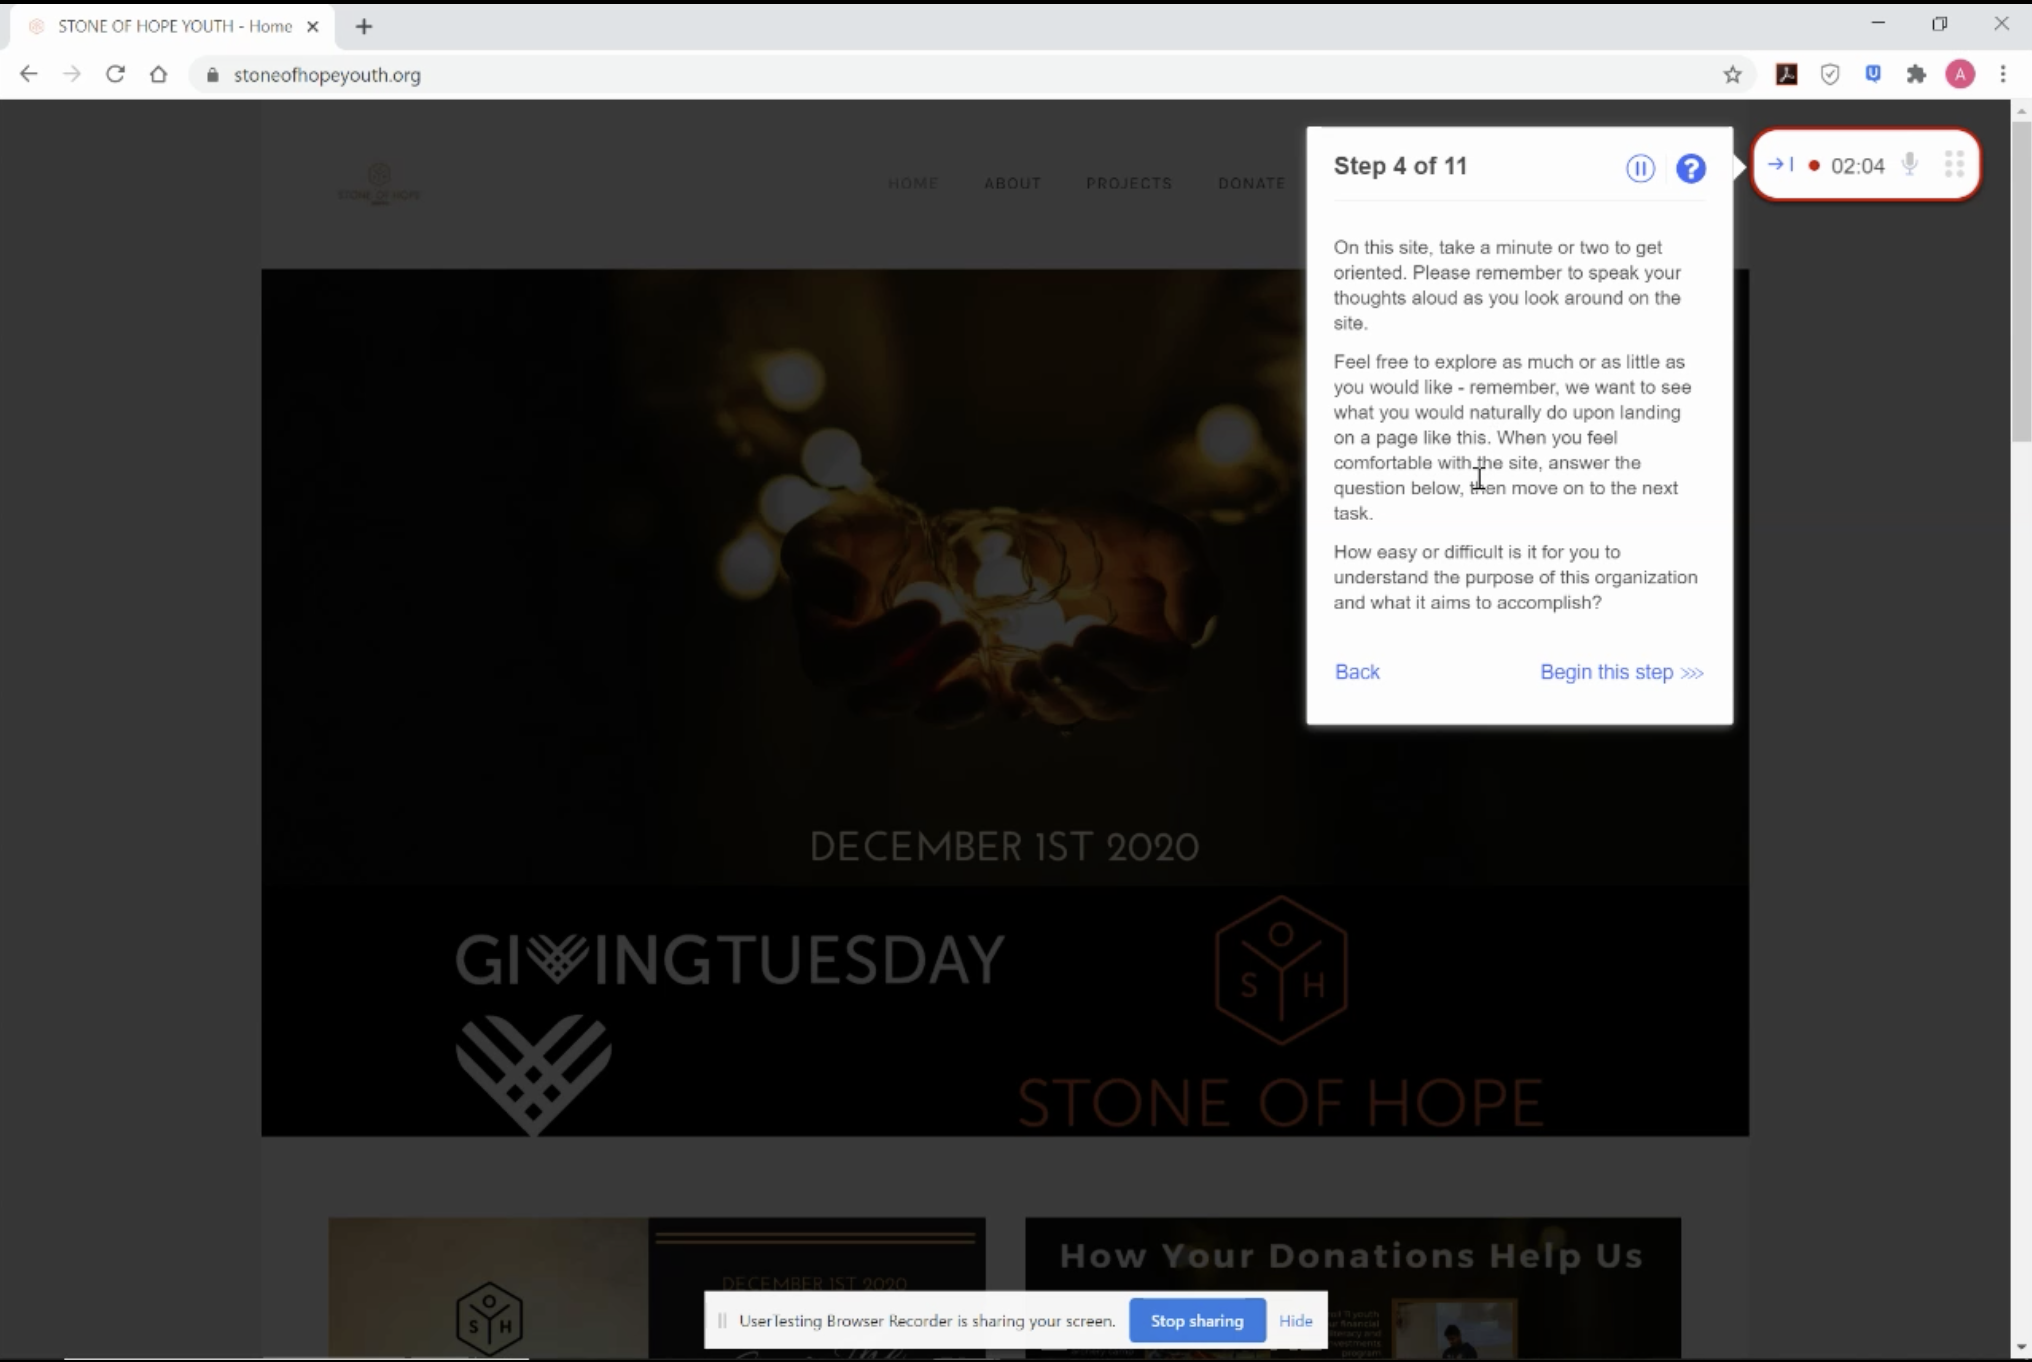 STONE OF HOPE YOUTH - Home
stoneofhopeyouth.org
A
STONE OF HOPE
HOME ABOUT PROJECTS DONATE
Step 4 of 11
02:04
On this site, take a minute or two to get
oriented. Please remember to speak your
thoughts aloud as you look around on the
site.
Feel free to explore as much or as little as
you would like - remember, we want to see
what you would naturally do upon landing
on a page like this. When you feel
comfortable with the site, answer the
question below, then move on to the next
task.
How easy or difficult is it for you to
understand the purpose of this organization
and what it aims to accomplish?
Back
Begin this step >>>
DECEMBER 1ST 2020
GIVINGTUESDAY
O
S H
STONE OF HOPE
DECEMBER 1ST 2020
How Your Donations Help Us
O
S H
youth
financial
literacy and
investments
program
UserTesting Browser Recorder is sharing your screen.
Stop sharing
Hide